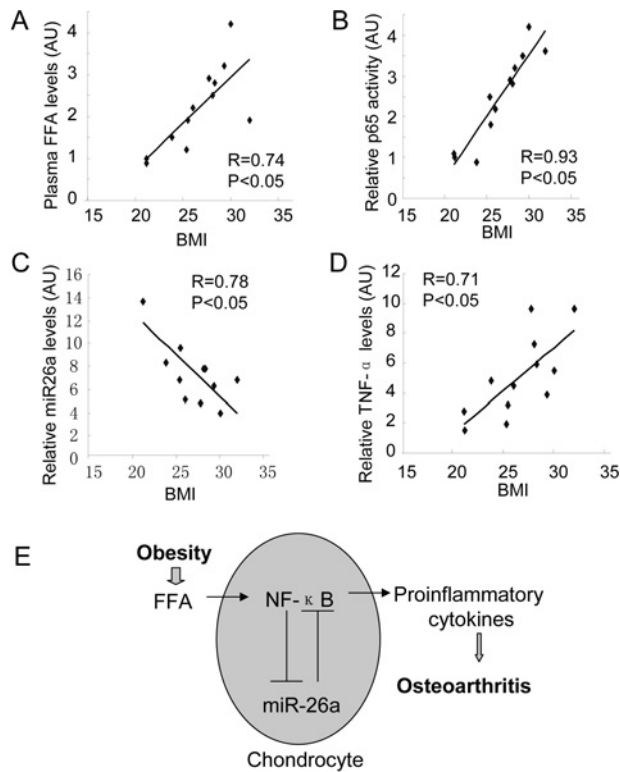 A
Plasma FFA levels (AU)
4
3
2
1
0
R=0.74
P<0.05
15 20 25 30 35
BMI
B
Relative p65 activity (AU)
4
3
2
1
0
R=0.93
P<0.05
15 20 25 30 35
BMI
C
Relative miR26a levels (AU)
16
14
12
10
8
6
4
2
0
R=0.78
P<0.05
15 20 25 30 35
BMI
D
Relative TNF-α levels (AU)
12
10
8
6
4
2
0
R=0.71
P<0.05
15 20 25 30 35
BMI
E
Obesity
FFA
NF-κB
miR-26a
Chondrocyte
Proinflammatory
cytokines
Osteoarthritis